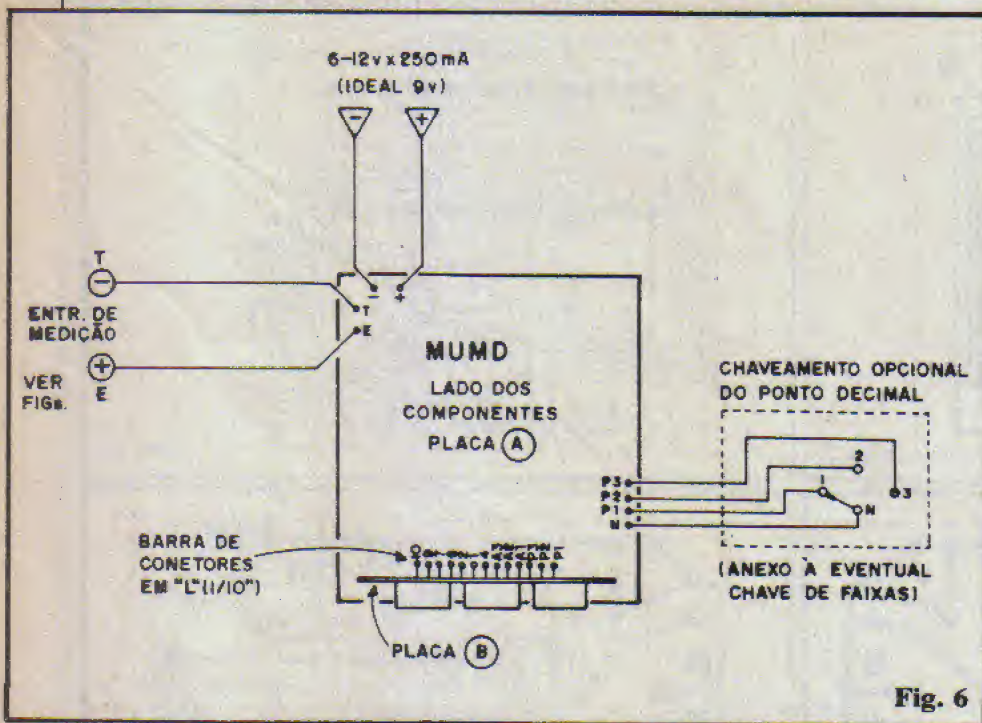 6-12v x 250mA
(IDEAL 9v)
- +
T
-
ENTR. DE
MEDIÇÃO
+
VER
FIGs.
E
- +
T
E
MUMD
LADO DOS
COMPONENTES
PLACA A
CHAVEAMENTO OPCIONAL
DO PONTO DECIMAL
P3
P2
P1
N
2
1
3
N
(ANEXO À EVENTUAL
CHAVE DE FAIXAS)
BARRA DE
CONETORES
EM "L"(1/10")
PLACA B
Fig. 6